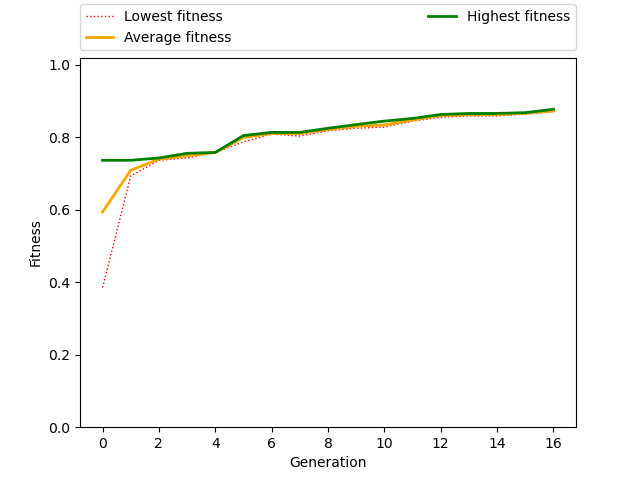 Lowest fitness
Average fitness
Highest fitness
1.0
0.8
0.6
0.4
0.2
0.0
Fitness
0 2 4 6 8 10 12 14 16
Generation